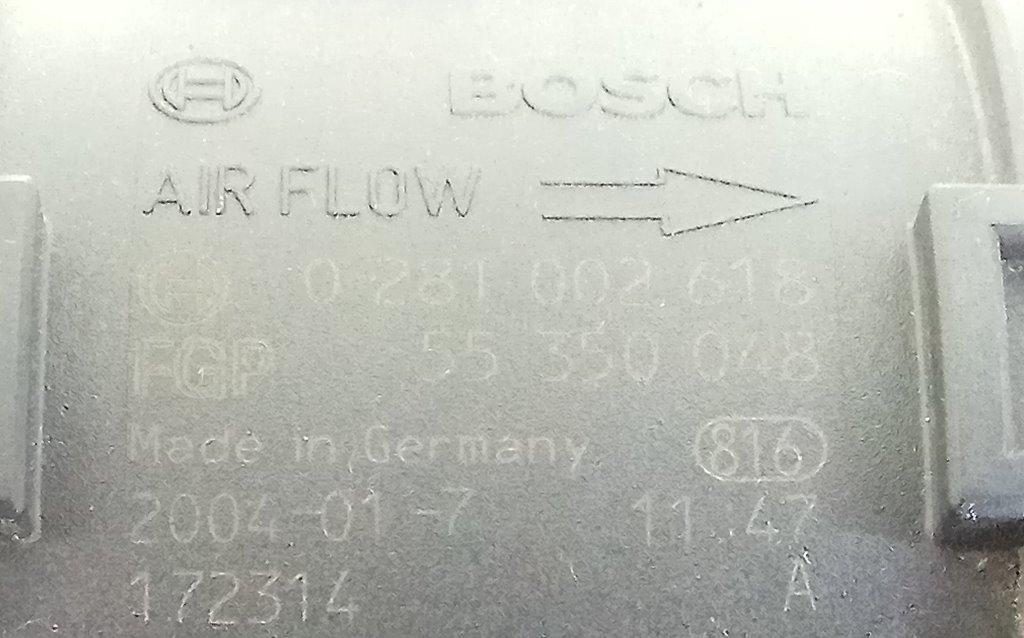 BOSCH
AIR FLOW
0 281 002 618
FGP 55 350 048
Made in Germany 816
2004-01-7 11.47
172314 A